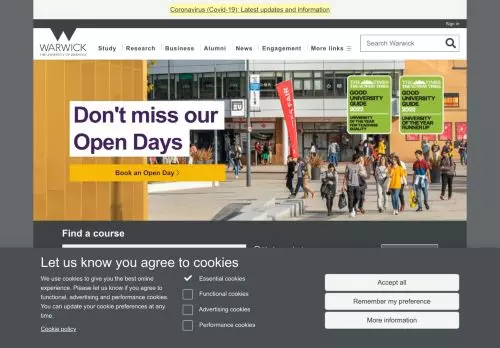 Coronavirus (Covid-19): Latest updates and information
Sign in
WARWICK
THE UNIVERSITY OF WARWICK
Study Research Business Alumni News Engagement More links
Search Warwick
Don't miss our
Open Days
Book an Open Day
FAIR
THE TIMES
THE SUNDAY TIMES
GOOD
UNIVERSITY
GUIDE
2022
UNIVERSITY
OF THE YEAR
FOR TEACHING
QUALITY
THE TIMES
THE SUNDAY TIMES
GOOD
UNIVERSITY
GUIDE
2022
UNIVERSITY
OF THE YEAR
RUNNER UP
Find a course
Let us know you agree to cookies
We use cookies to give you the best online
experience. Please let us know if you agree to
functional, advertising and performance cookies.
You can update your cookie preferences at any
time.
Cookie policy
Essential cookies
Functional cookies
Advertising cookies
Performance cookies
Accept all
Remember my preference
More information